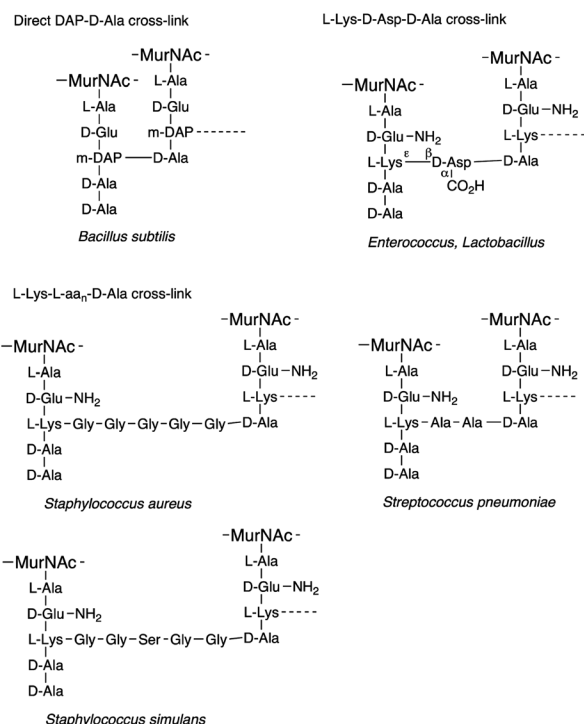 Direct DAP-D-Ala cross-link
–MurNAc-
–MurNAc-
L-Ala
L-Ala
D-Glu
D-Glu
m-DAP
m-DAP — D-Ala
D-Ala
D-Ala
Bacillus subtilis
L-Lys-D-Asp-D-Ala cross-link
–MurNAc-
–MurNAc-
L-Ala
L-Ala
D-Glu–NH2
D-Glu–NH2
L-Lys
L-Lys ε β D-Asp — D-Ala
α
D-Ala CO2H
D-Ala
Enterococcus, Lactobacillus
L-Lys-L-aan-D-Ala cross-link
–MurNAc-
–MurNAc-
L-Ala
L-Ala
D-Glu–NH2
D-Glu–NH2
L-Lys
L-Lys–Gly–Gly–Gly–Gly–Gly–D-Ala
D-Ala
D-Ala
Staphylococcus aureus
–MurNAc-
–MurNAc-
L-Ala
L-Ala
D-Glu–NH2
D-Glu–NH2
L-Lys
L-Lys–Ala–Ala–D-Ala
D-Ala
D-Ala
Streptococcus pneumoniae
–MurNAc-
–MurNAc-
L-Ala
L-Ala
D-Glu–NH2
D-Glu–NH2
L-Lys
L-Lys–Gly–Gly–Ser–Gly–Gly–D-Ala
D-Ala
D-Ala
Staphylococcus simulans